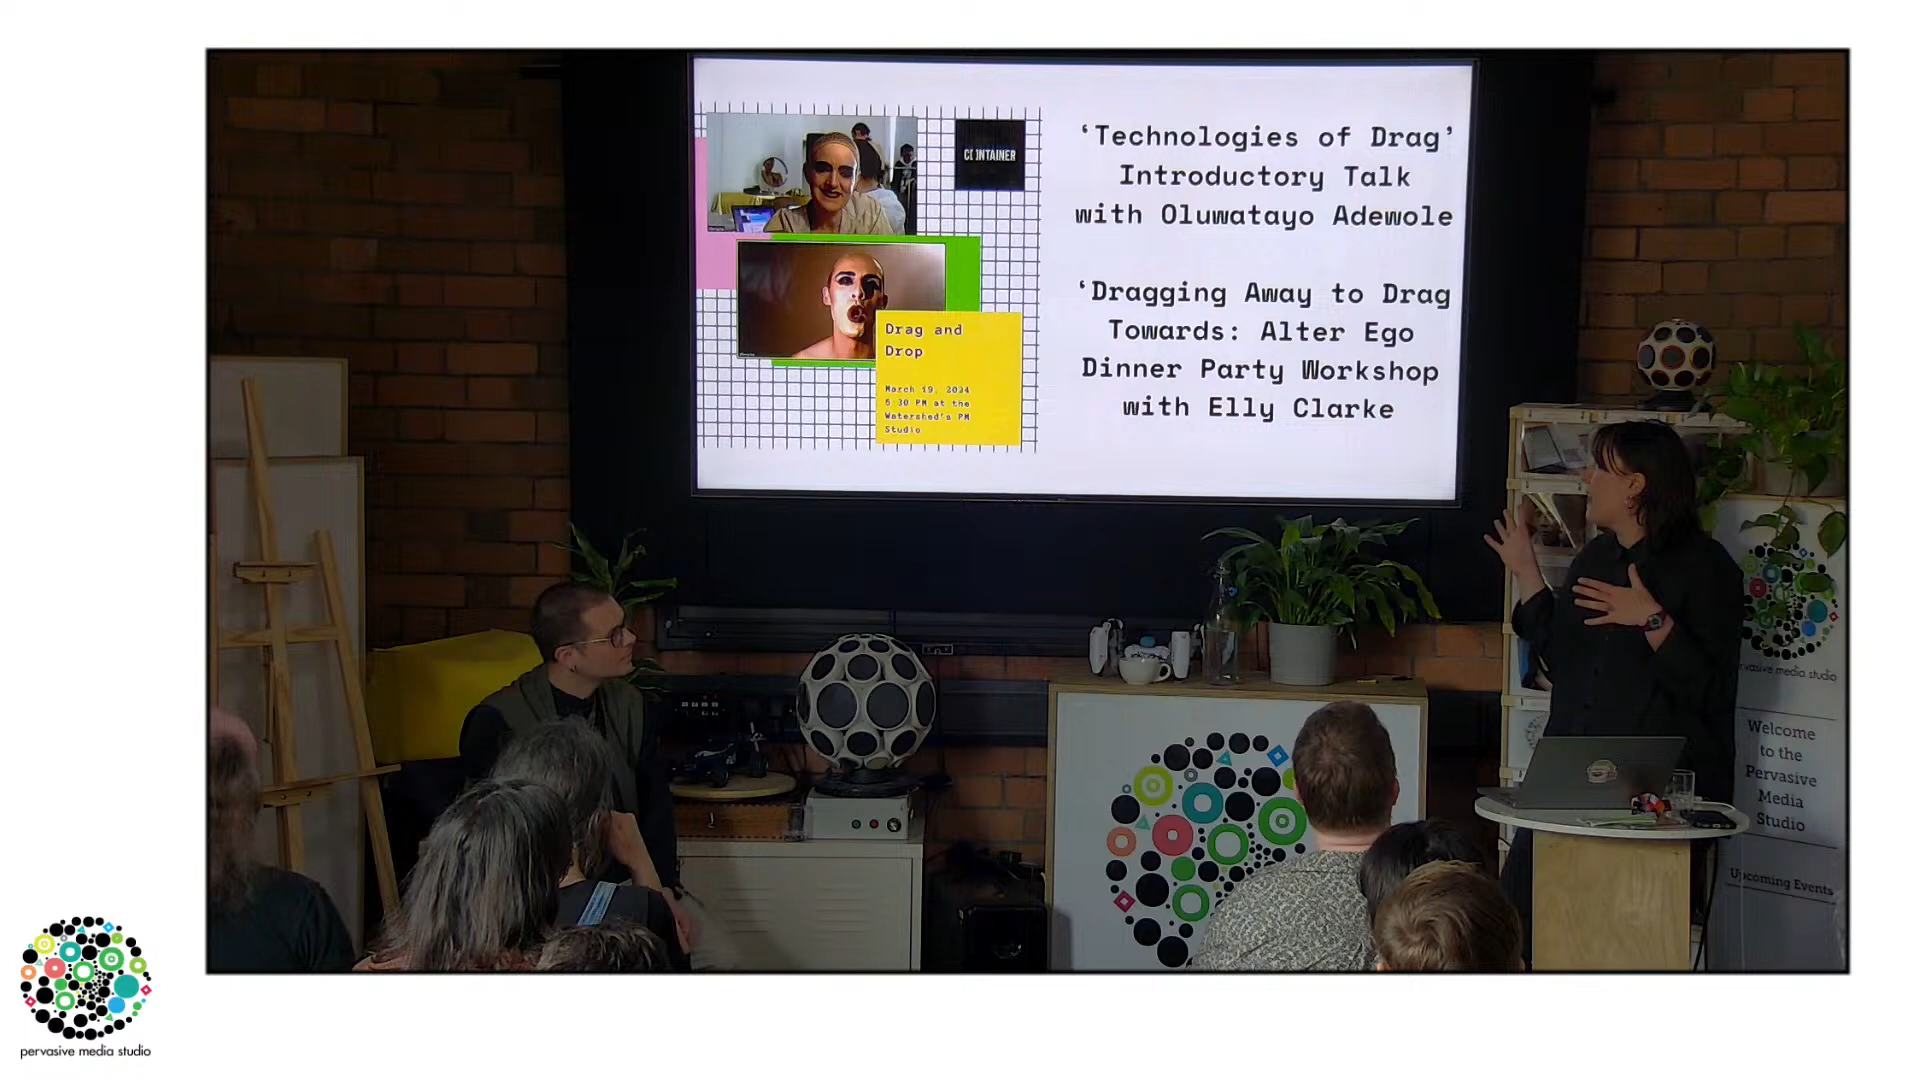 CONTAINER
'Technologies of Drag'
Introductory Talk
with Oluwatayo Adewole
'Dragging Away to Drag
Towards: Alter Ego
Dinner Party Workshop
with Elly Clarke
Drag and
Drop
March 19, 2024
5 30 PM at the
Watershed's PM
Studio
pervasive media studio
Welcome
to the
Pervasive
Media
Studio
Upcoming Events
pervasive media studio